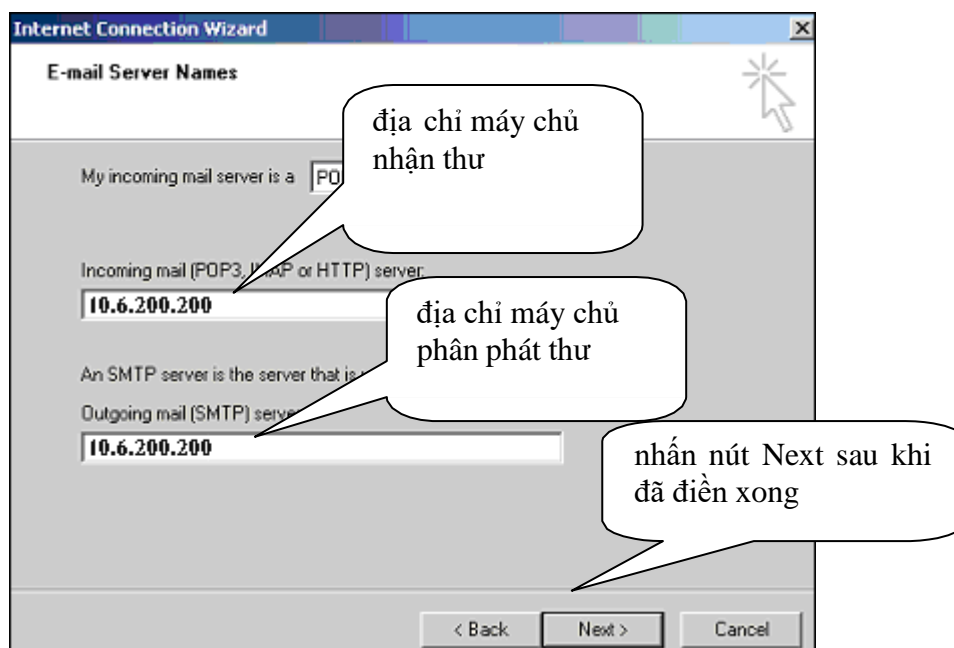 Internet Connection Wizard
E-mail Server Names
địa chỉ máy chủ
nhận thư
My incoming mail server is a
Incoming mail (POP3, IMAP or HTTP) server:
10.6.200.200
địa chỉ máy chủ
phân phát thư
An SMTP server is the server that is
Outgoing mail (SMTP) server
10.6.200.200
nhấn nút Next sau khi
đã điền xong
< Back
Next >
Cancel